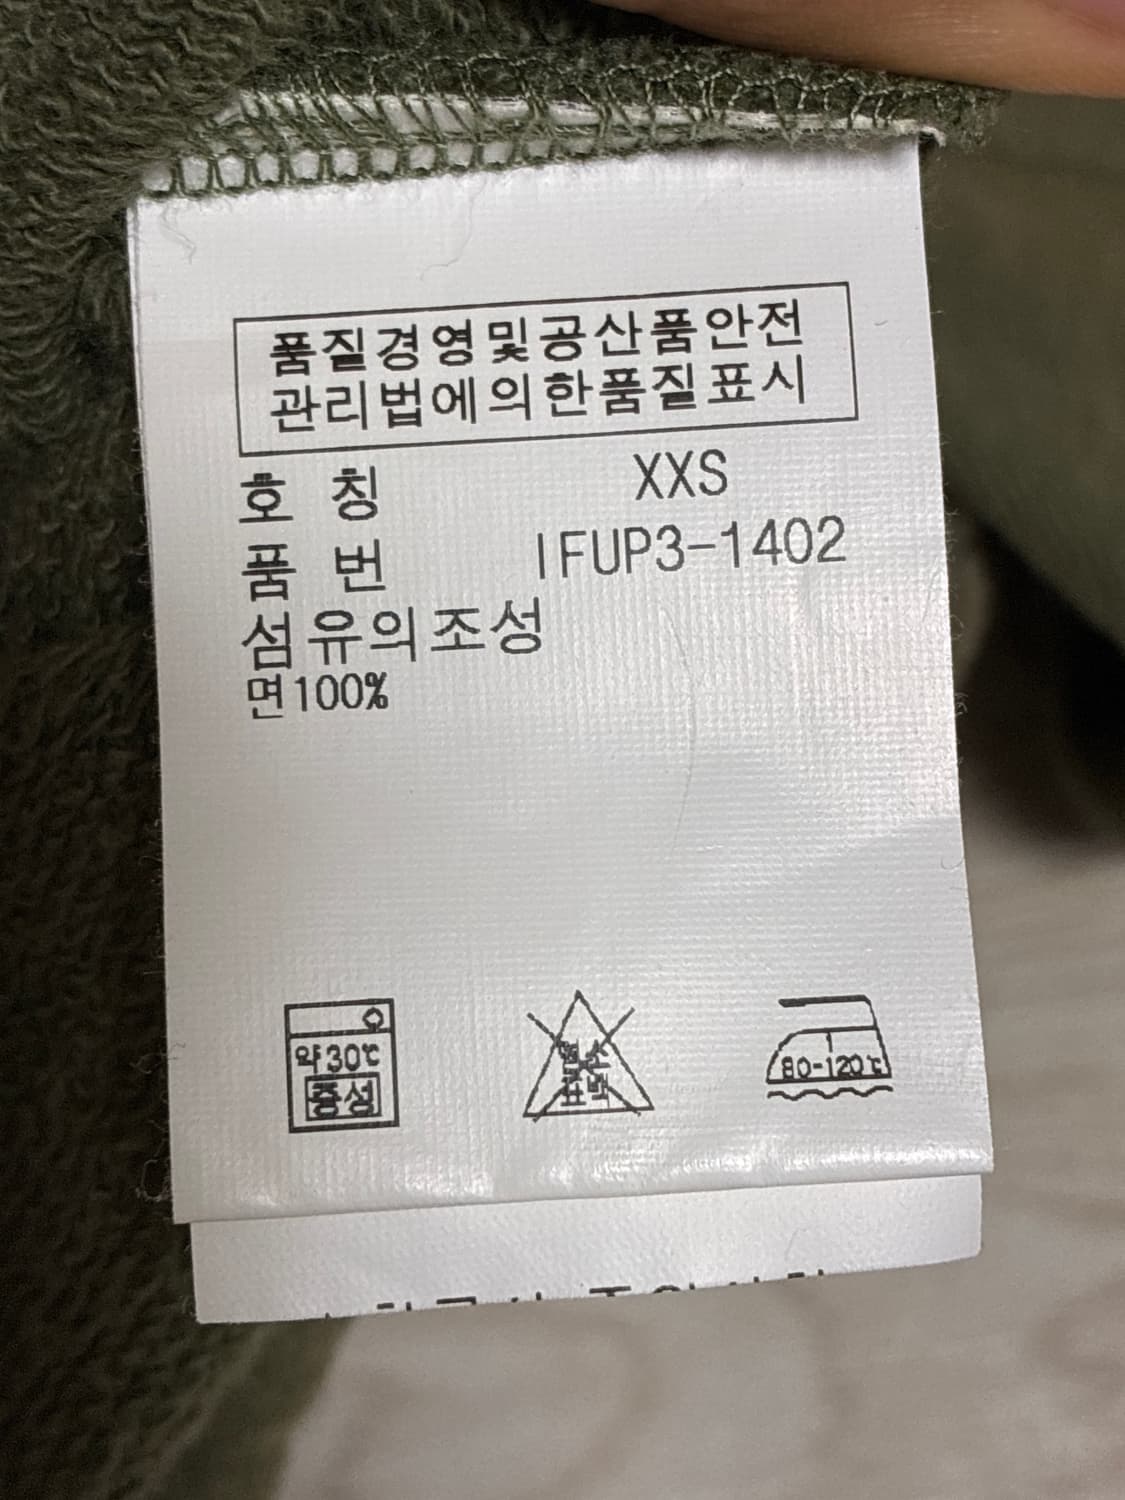 품질경영및공산품안전
관리법에의한품질표시
호 칭 XXS
품 번 IFUP3-1402
섬유의조성
면100%
약30℃
중성
염소
표백
80-120℃